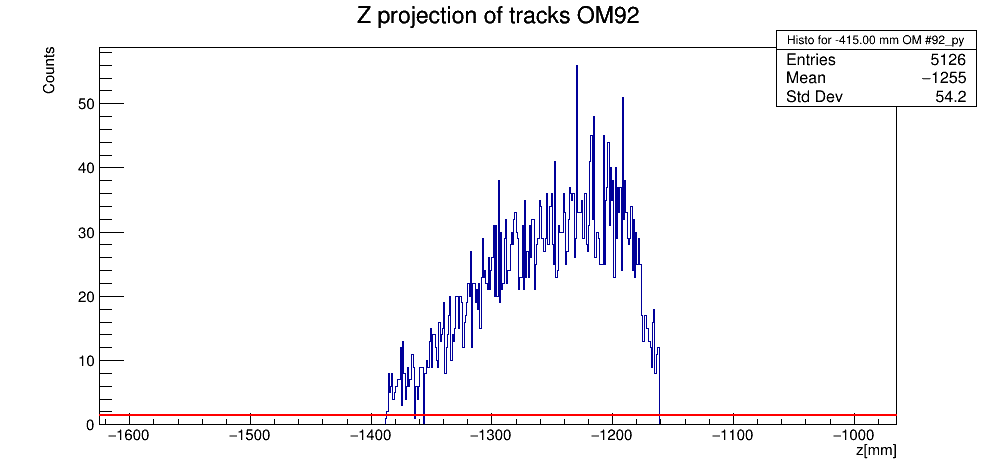 Z projection of tracks OM92
Histo for -415.00 mm OM #92_py
Entries 5126
Mean −1255
Std Dev 54.2
Counts
50
40
30
20
10
0
−1600 −1500 −1400 −1300 −1200 −1100 −1000
z[mm]